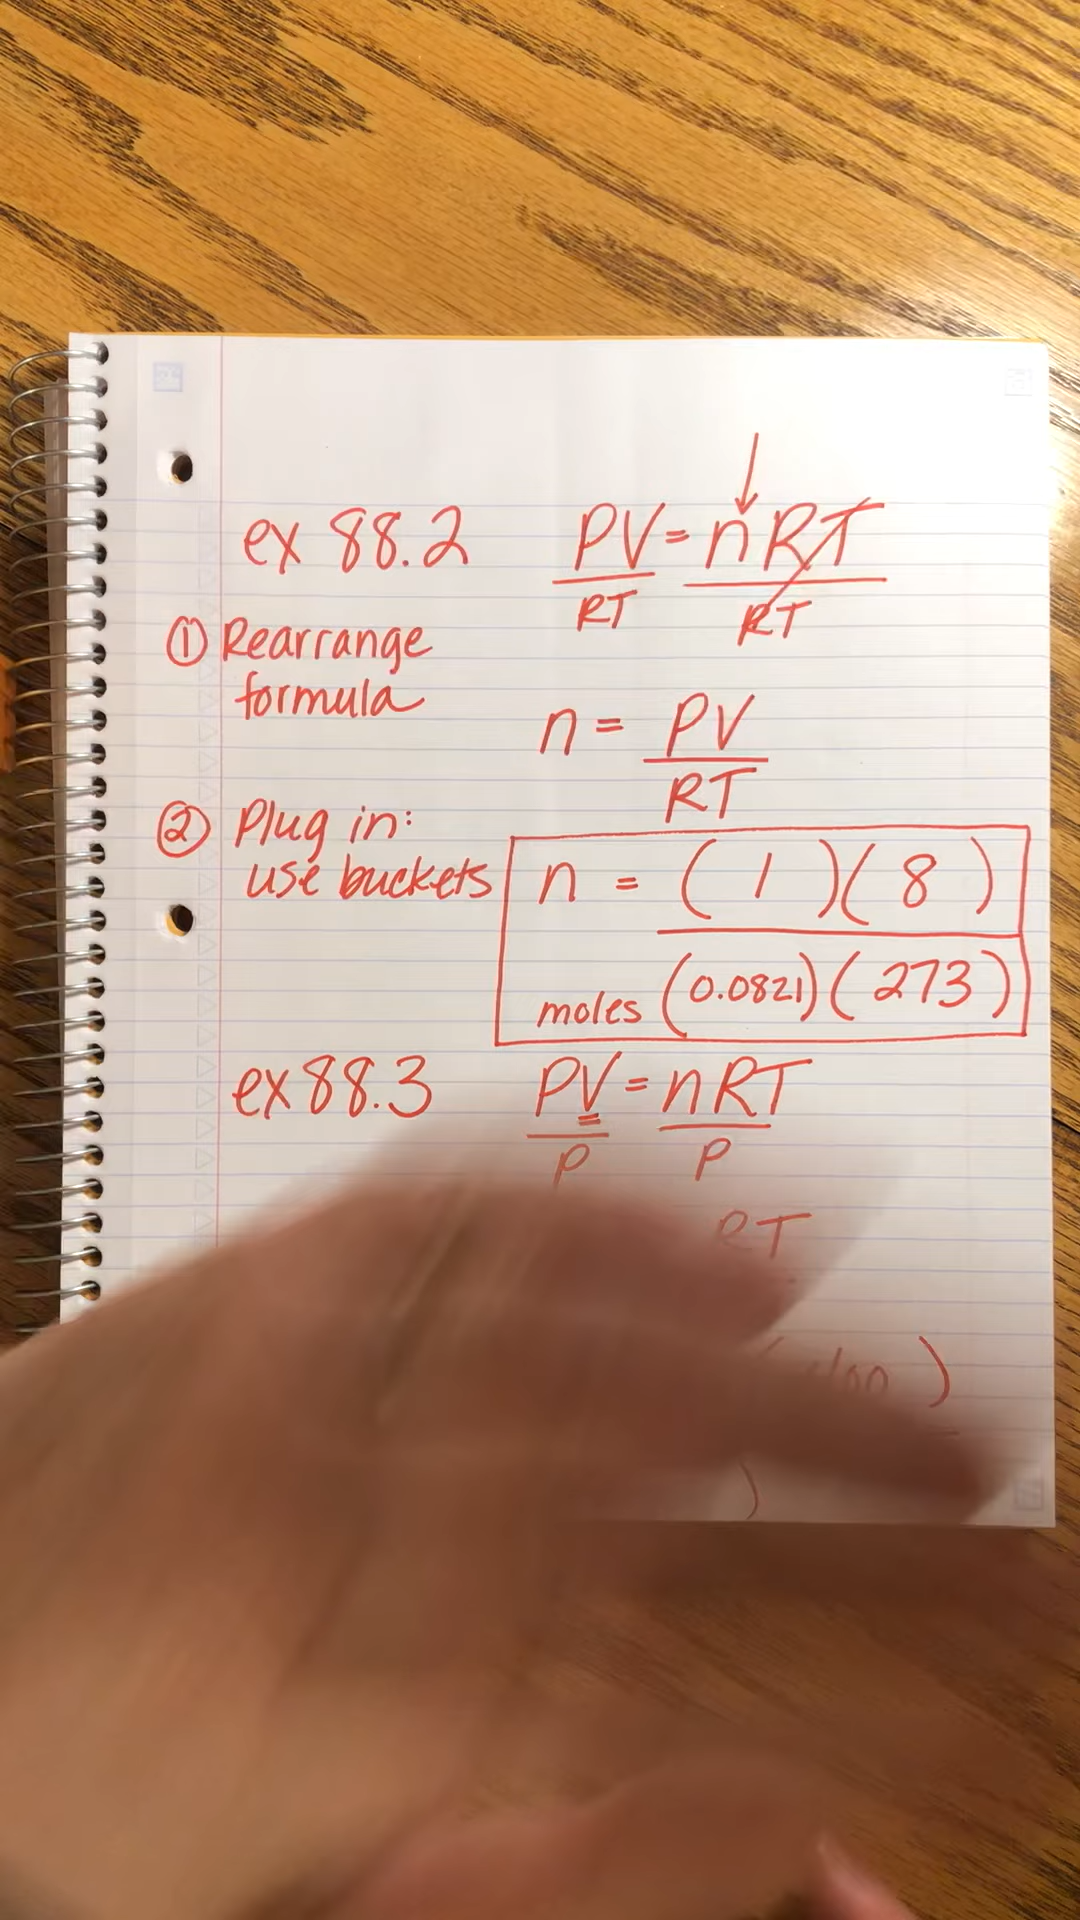 ex 88.2 PV = nRT
RT RT
① Rearrange
formula
n = PV
RT
② Plug in:
use buckets
n = ( 1 )( 8 )
moles (0.0821)( 273 )
ex 88.3 PV = nRT
P P
RT
)
)